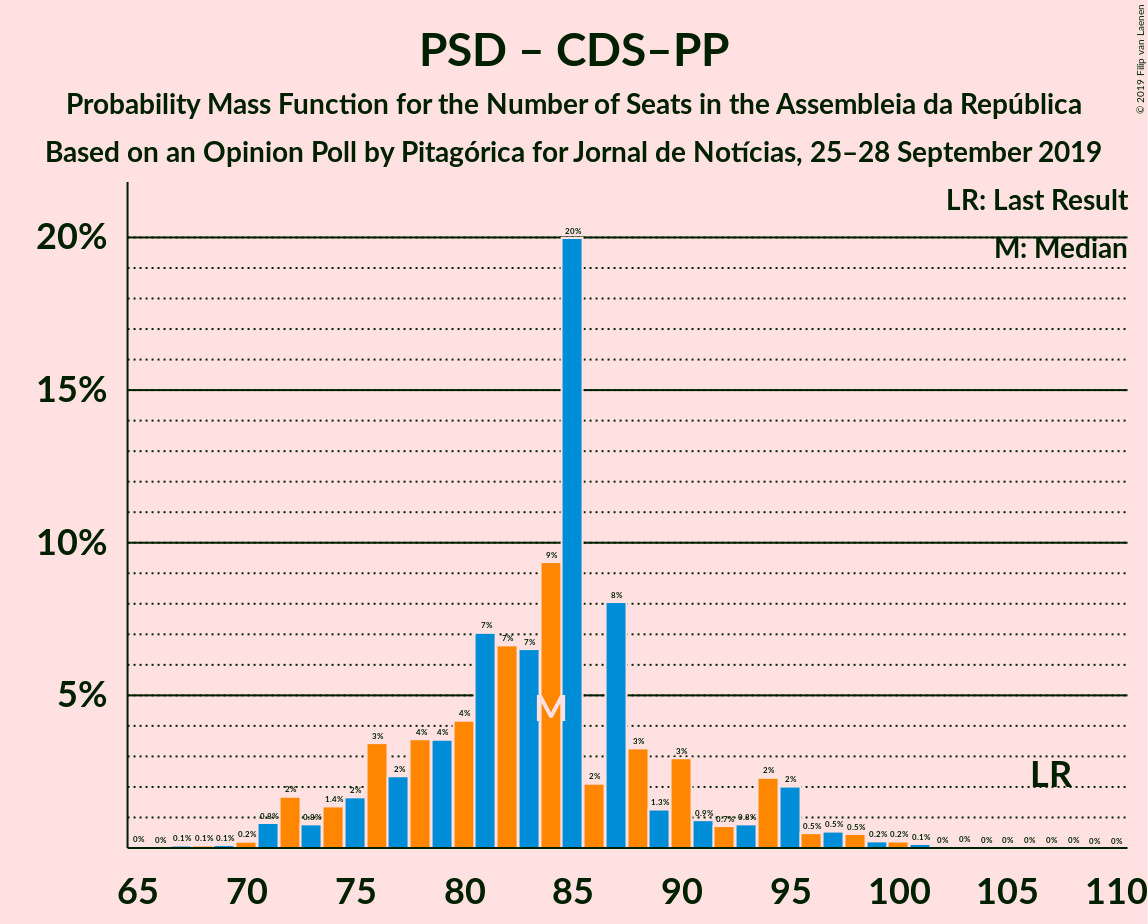 PSD – CDS–PP
Probability Mass Function for the Number of Seats in the Assembleia da República
Based on an Opinion Poll by Pitagórica for Jornal de Notícias, 25–28 September 2019
© 2019 Filip van Laenen
LR: Last Result
M: Median
20%
15%
10%
5%
0% 0% 0.1% 0.1% 0.1% 0.2% 0.8% 2% 0.8% 1.4% 2% 3% 2% 4% 4% 4% 7% 7% 7% 9% 20% 2% 8% 3% 1.3% 3% 0.9% 0.7% 0.8% 2% 2% 0.5% 0.5% 0.5% 0.2% 0.2% 0.1% 0% 0% 0% 0% 0% 0% 0% 0% 0%
M
LR
65 70 75 80 85 90 95 100 105 110